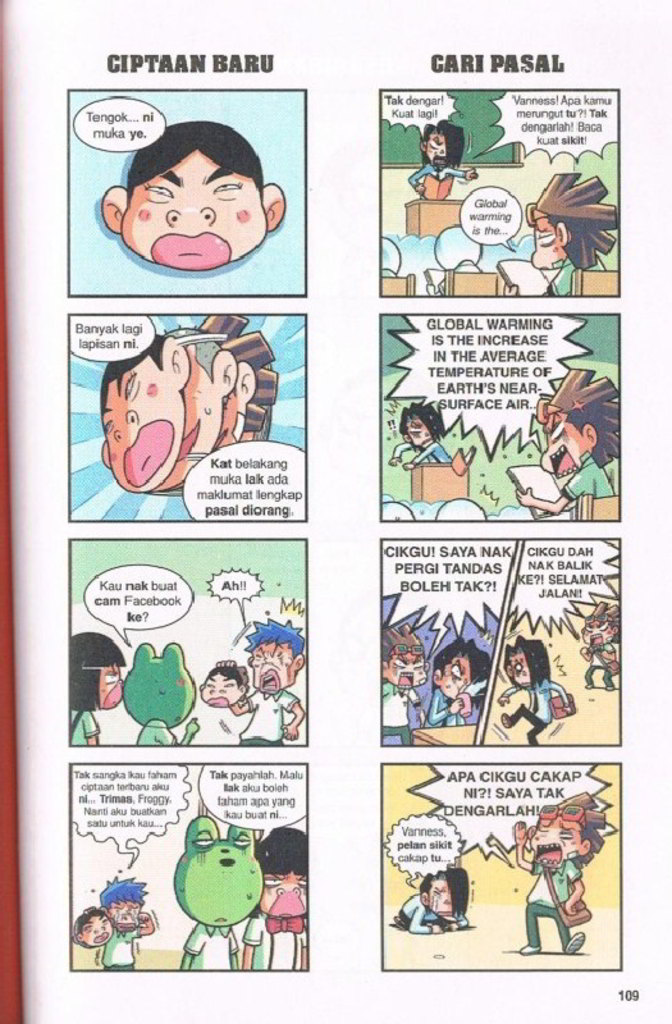 CIPTAAN BARU
Tengok... ni
muka ye.
Banyak lagi
lapisan ni.
Kat belakang
muka lak ada
maklumat lengkap
pasal diorang.
Kau nak buat
cam Facebook
ke?
Ah!!
Tak sangka kau faham
ciptaan terbaru aku
ni... Trimas, Froggy.
Nanti aku buatkan
satu untuk kau...
Tak payahlah. Malu
lak aku boleh
faham apa yang
kau buat ni...
CARI PASAL
Tak dengar!
Kuat lagi!
Vanness! Apa kamu
merungut tu?!! Tak
dengarlah! Baca
kuat sikit!
Global
warming
is the...
GLOBAL WARMING
IS THE INCREASE
IN THE AVERAGE
TEMPERATURE OF
EARTH'S NEAR-
SURFACE AIR...
!!
CIKGU! SAYA NAK
PERGI TANDAS
BOLEH TAK?!
CIKGU DAH
NAK BALIK
KE?! SELAMAT
JALAN!
APA CIKGU CAKAP
NI?! SAYA TAK
DENGARLAH!
Vanness,
pelan sikit
cakap tu...
109